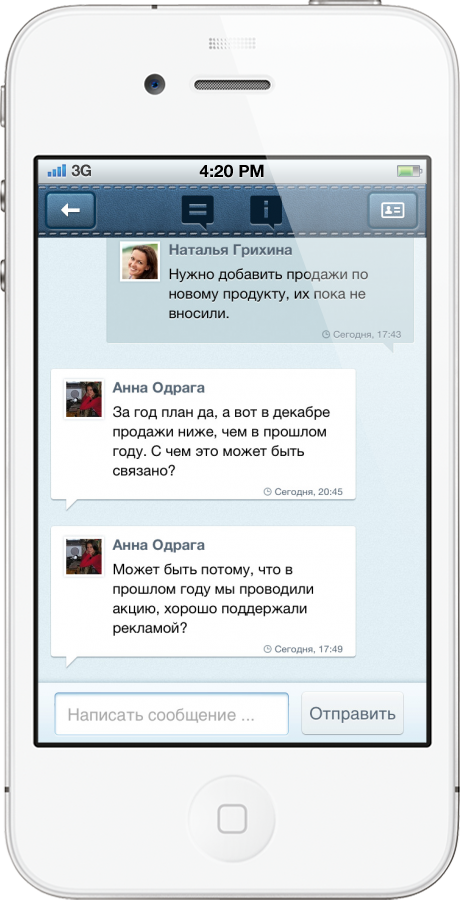 3G
4:20 PM
Наталья Грихина
Нужно добавить продажи по
новому продукту, их пока не
вносили.
Сегодня, 17:43
Анна Одрага
За год план да, а вот в декабре
продажи ниже, чем в прошлом
году. С чем это может быть
связано?
Сегодня, 20:45
Анна Одрага
Может быть потому, что в
прошлом году мы проводили
акцию, хорошо поддержали
рекламой?
Сегодня, 17:49
Написать сообщение ...
Отправить